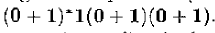 (0 + 1)*1(0 + 1)(0 + 1).